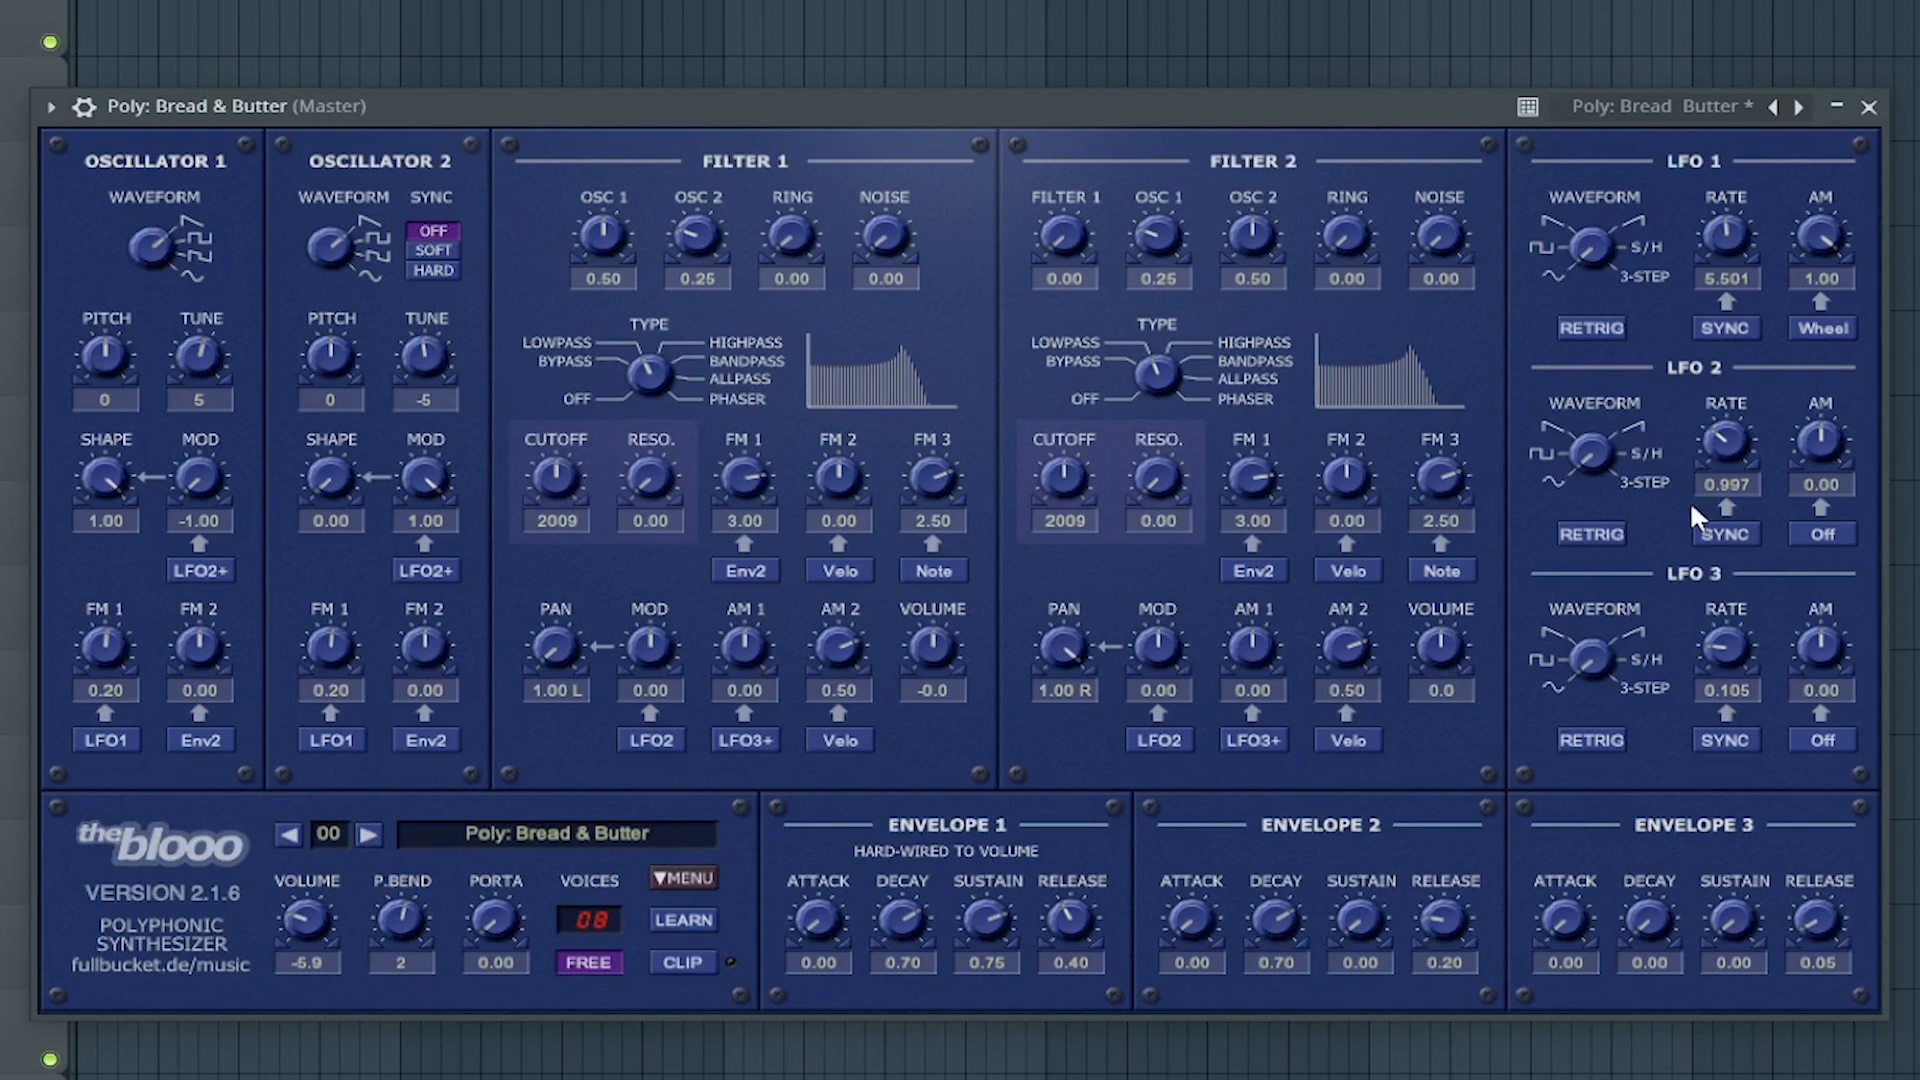 Poly: Bread & Butter (Master)
Poly: Bread Butter *
OSCILLATOR 1
WAVEFORM
PITCH TUNE
0 5
SHAPE MOD
1.00 -1.00
LFO2+
FM 1 FM 2
0.20 0.00
LFO1 Env2
OSCILLATOR 2
WAVEFORM SYNC
OFF
SOFT
HARD
PITCH TUNE
0 -5
SHAPE MOD
0.00 1.00
LFO2+
FM 1 FM 2
0.20 0.00
LFO1 Env2
FILTER 1
OSC 1 OSC 2 RING NOISE
0.50 0.25 0.00 0.00
TYPE
LOWPASS HIGHPASS
BYPASS BANDPASS
ALLPASS
OFF PHASER
CUTOFF RESO. FM 1 FM 2 FM 3
2009 0.00 3.00 0.00 2.50
Env2 Velo Note
PAN MOD AM 1 AM 2 VOLUME
1.00 L 0.00 0.00 0.50 -0.0
LFO2 LFO3+ Velo
FILTER 2
FILTER 1 OSC 1 OSC 2 RING NOISE
0.00 0.25 0.50 0.00 0.00
TYPE
LOWPASS HIGHPASS
BYPASS BANDPASS
ALLPASS
OFF PHASER
CUTOFF RESO. FM 1 FM 2 FM 3
2009 0.00 3.00 0.00 2.50
Env2 Velo Note
PAN MOD AM 1 AM 2 VOLUME
1.00 R 0.00 0.00 0.50 0.0
LFO2 LFO3+ Velo
LFO 1
WAVEFORM RATE AM
S/H
3-STEP 5.501 1.00
RETRIG SYNC Wheel
LFO 2
WAVEFORM RATE AM
S/H
3-STEP 0.997 0.00
RETRIG SYNC Off
LFO 3
WAVEFORM RATE AM
S/H
3-STEP 0.105 0.00
RETRIG SYNC Off
the blooo
VERSION 2.1.6
POLYPHONIC
SYNTHESIZER
fullbucket.de/music
00 Poly: Bread & Butter
VOLUME P.BEND PORTA VOICES MENU
08 LEARN
-5.9 2 0.00 FREE CLIP
ENVELOPE 1
HARD-WIRED TO VOLUME
ATTACK DECAY SUSTAIN RELEASE
0.00 0.70 0.75 0.40
ENVELOPE 2
ATTACK DECAY SUSTAIN RELEASE
0.00 0.70 0.00 0.20
ENVELOPE 3
ATTACK DECAY SUSTAIN RELEASE
0.00 0.00 0.00 0.05